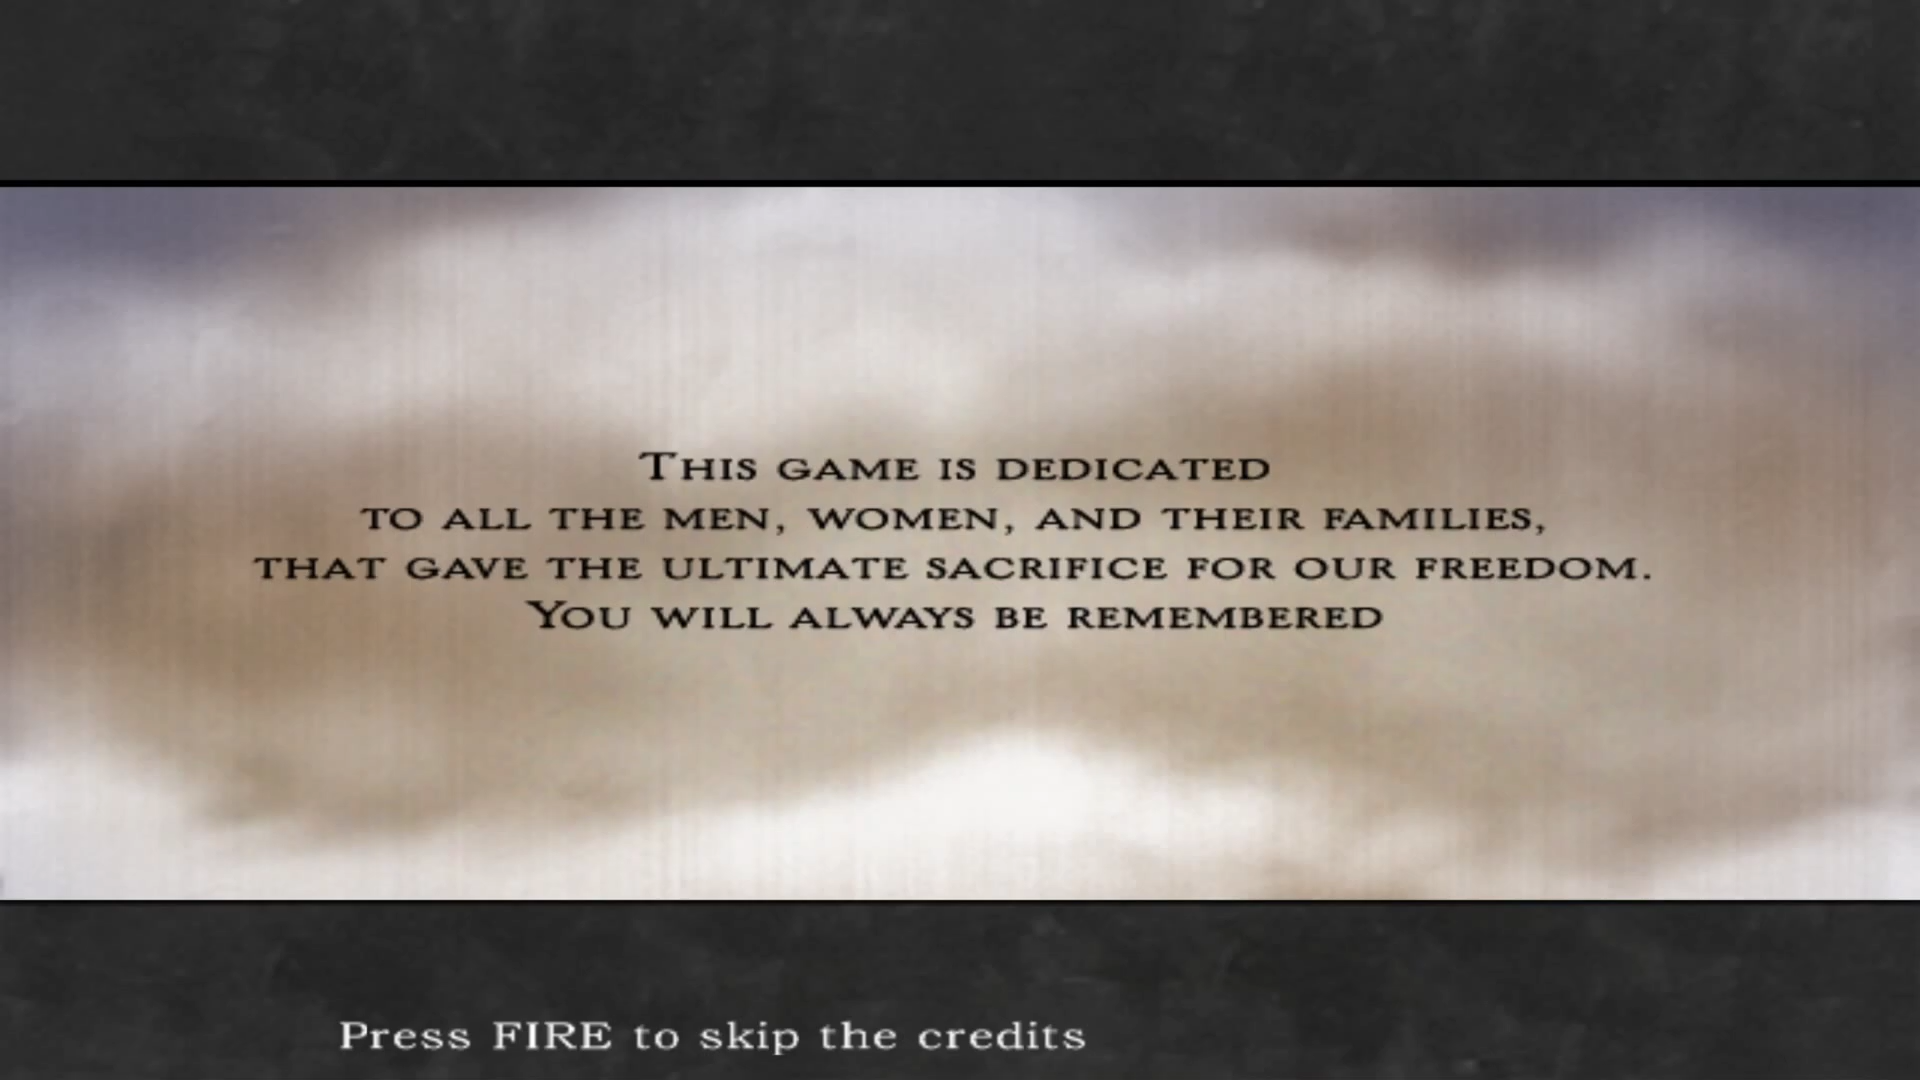 This game is dedicated
to all the men, women, and their families,
that gave the ultimate sacrifice for our freedom.
You will always be remembered
Press FIRE to skip the credits